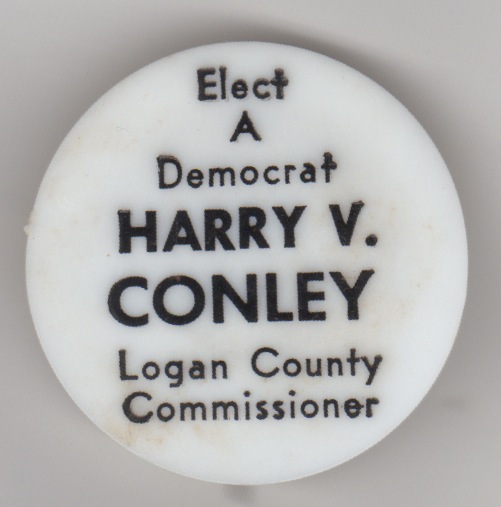 Elect
A
Democrat
HARRY V.
CONLEY
Logan County
Commissioner